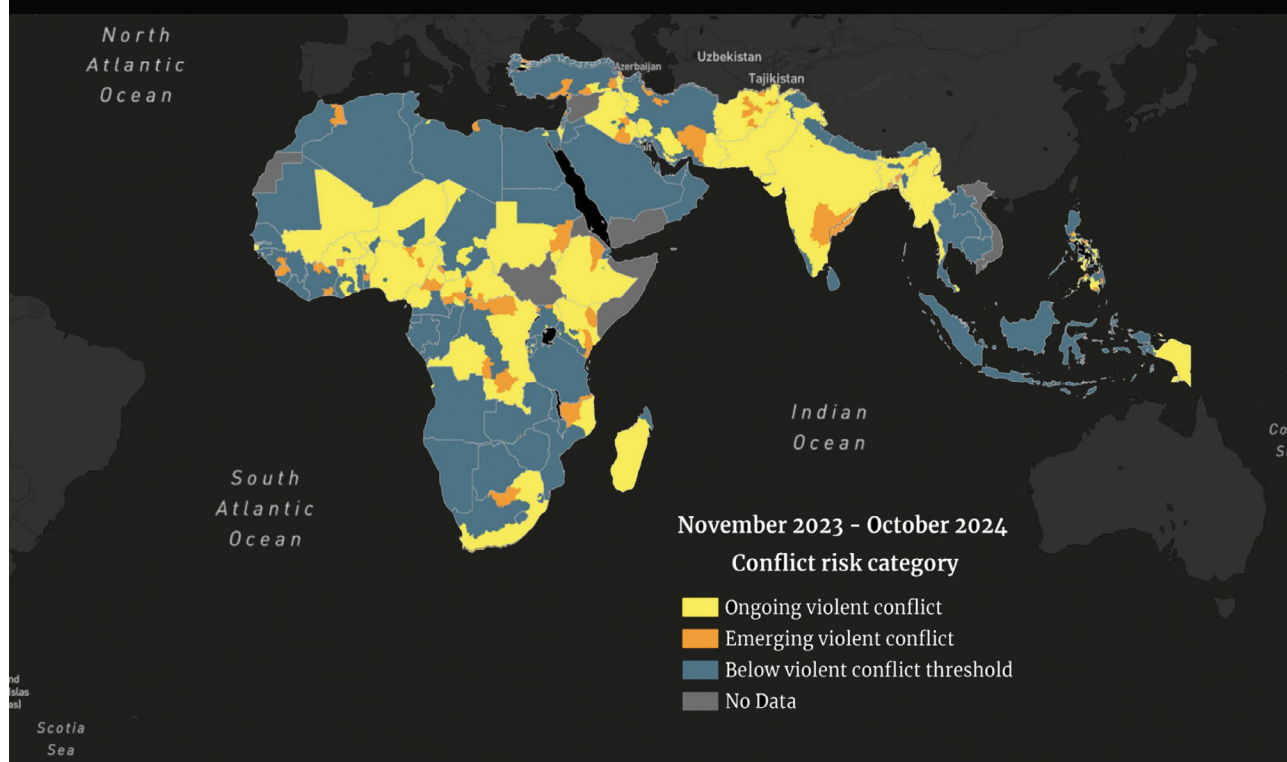 North
Atlantic
Ocean
Uzbekistan
Azerbaijan
Tajikistan
Indian
Ocean
South
Atlantic
Ocean
November 2023 - October 2024
Conflict risk category
Ongoing violent conflict
Emerging violent conflict
Below violent conflict threshold
No Data
Scotia
Sea